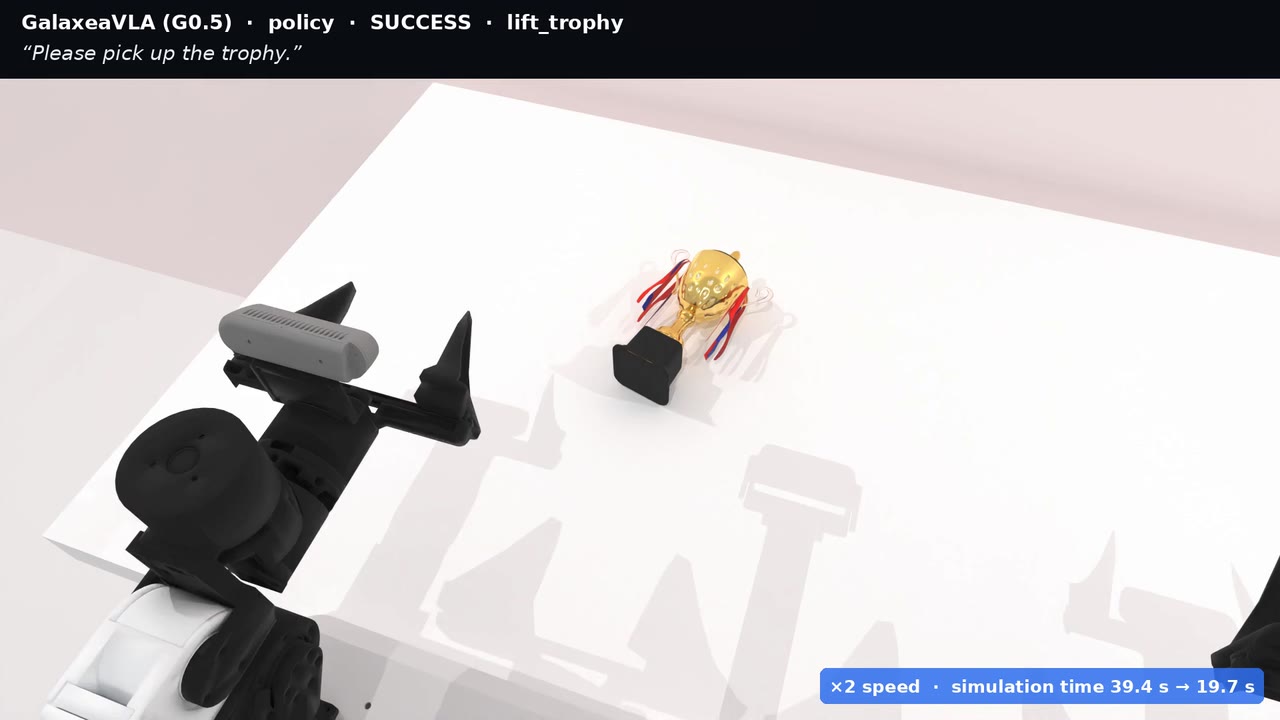 GalaxeaVLA (G0.5)  ·  policy  ·  SUCCESS  ·  lift_trophy
“Please pick up the trophy.”
×2 speed  ·  simulation time 39.4 s → 19.7 s